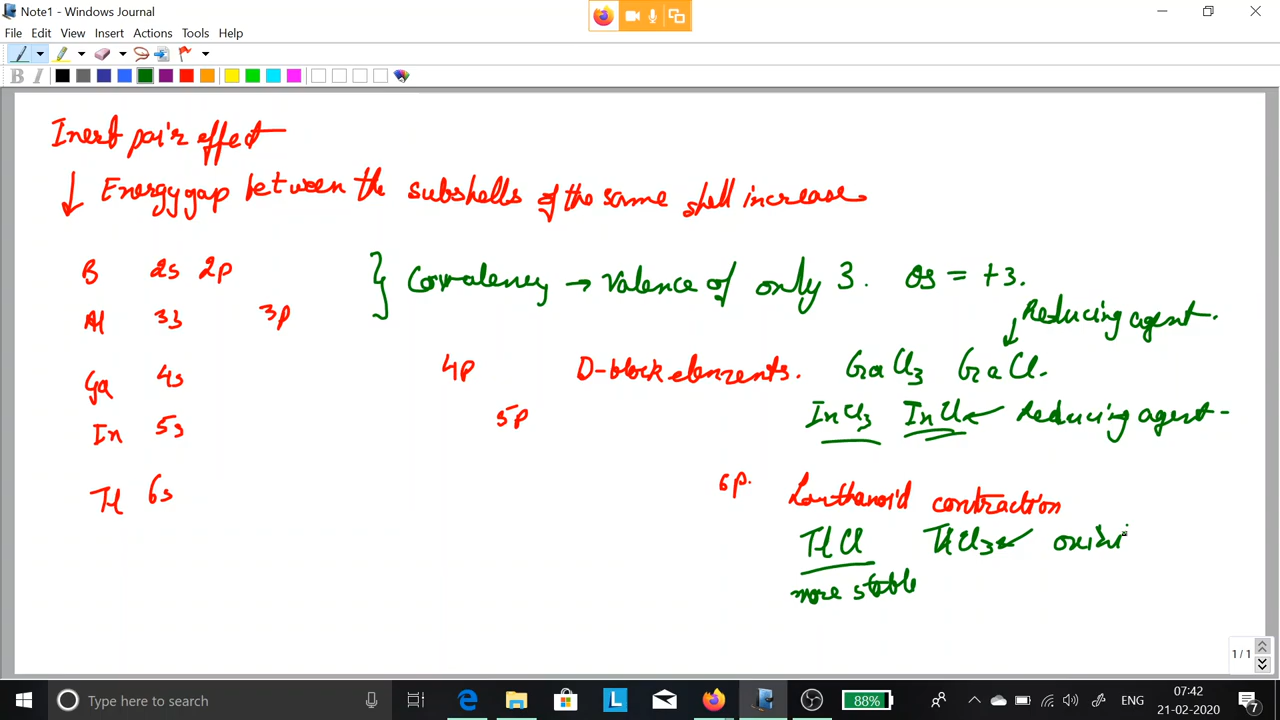 Note1 - Windows Journal
File Edit View Insert Actions Tools Help
B I
Inert pair effect
↓ Energy gap between the subshells of the same shell increase
B 2s 2p } Covalency → Valence of only 3. OS = +3.
Al 3s 3p
Reducing agent.
Ga 4s 4p D-block elements. GaCl3 GaCl.
In 5s 5p InCl3 InCl ← Reducing agent -
Tl 6s 6p. Lanthanoid contraction
TlCl TlCl3 ←
more stable
1 / 1
Type here to search
88%
ENG
07:42
21-02-2020
7